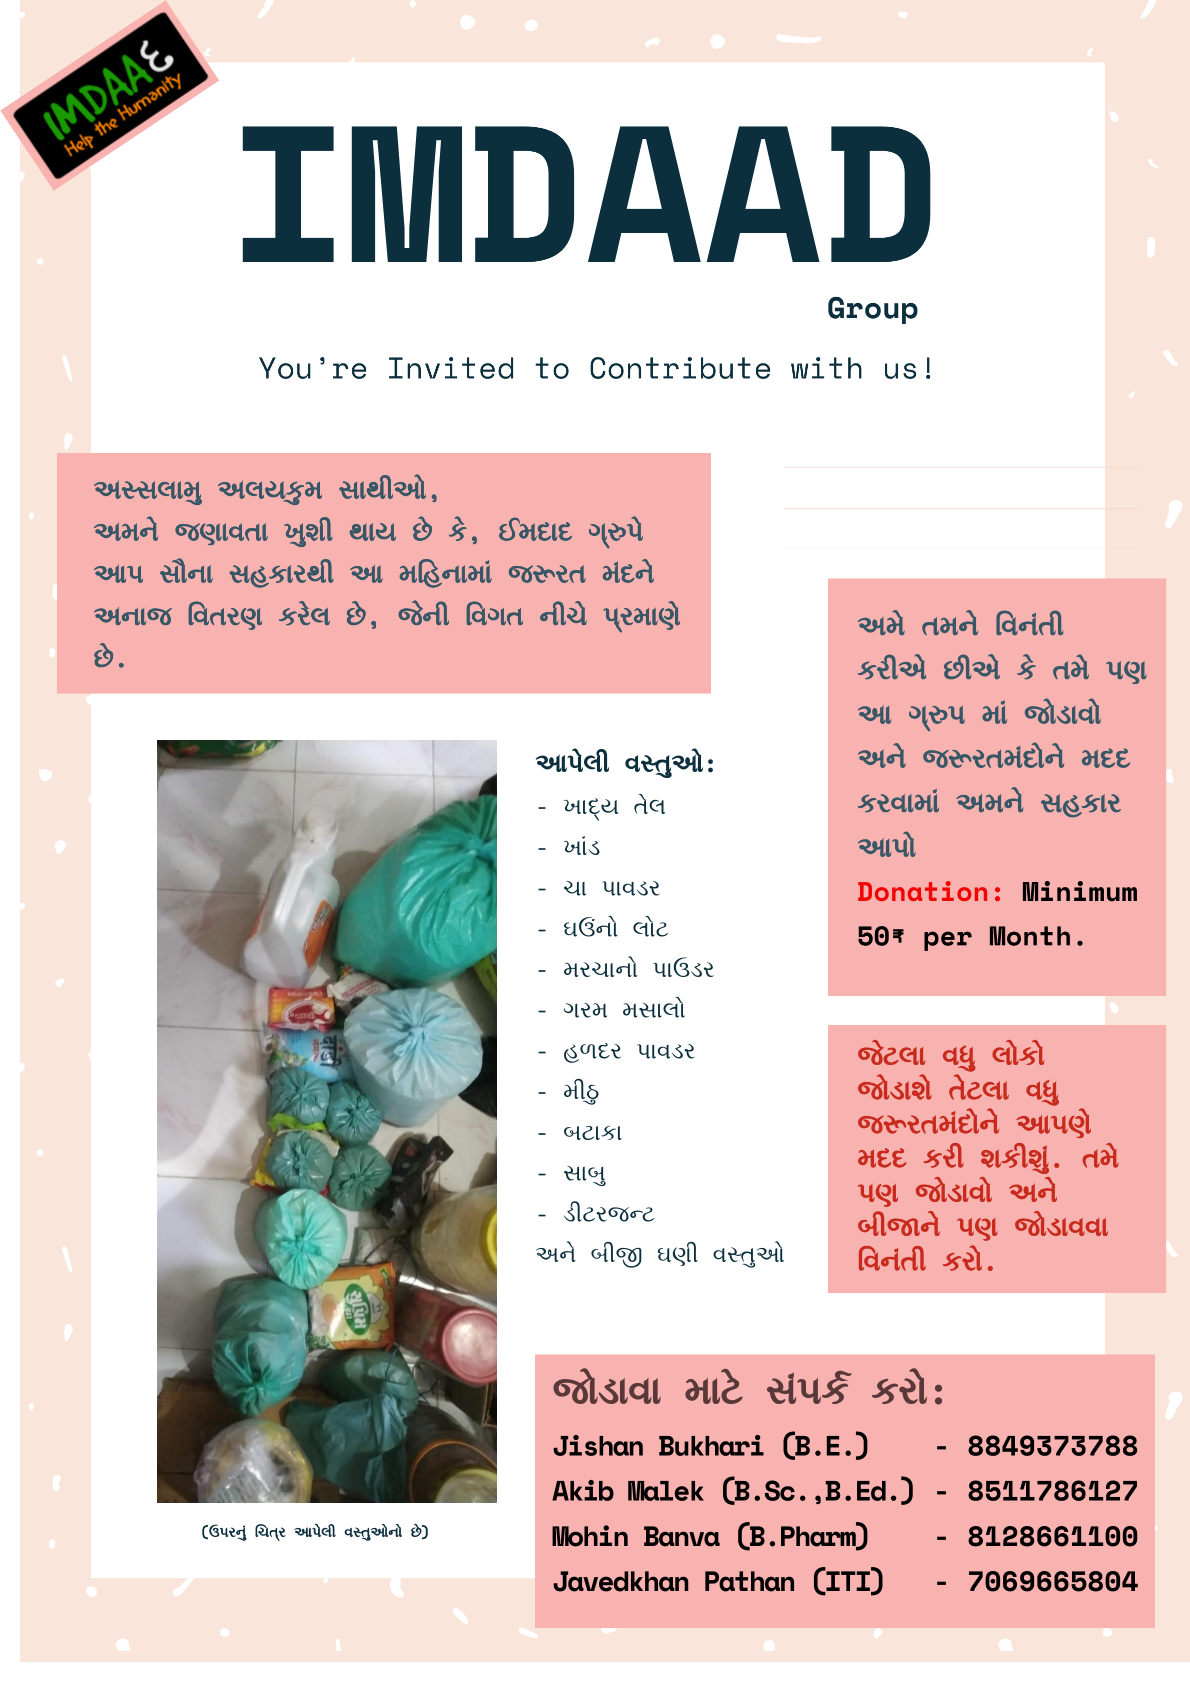 IMDAAદ
Help the Humanity
IMDAAD
Group
You're Invited to Contribute with us!
અસ્સલામુ અલયકુમ સાથીઓ,
અમને જણાવતા ખુશી થાય છે કે, ઈમદાદ ગ્રુપે
આપ સૌના સહકારથી આ મહિનામાં જરૂરત મંદને
અનાજ વિતરણ કરેલ છે, જેની વિગત નીચે પ્રમાણે
છે.
આપેલી વસ્તુઓ:
- ખાદ્ય તેલ
- ખાંડ
- ચા પાવડર
- ઘઉંનો લોટ
- મરચાનો પાઉડર
- ગરમ મસાલો
- હળદર પાવડર
- મીઠુ
- બટાકા
- સાબુ
- ડીટરજન્ટ
અને બીજી ઘણી વસ્તુઓ
(ઉપરનું ચિત્ર આપેલી વસ્તુઓનો છે)
અમે તમને વિનંતી
કરીએ છીએ કે તમે પણ
આ ગ્રુપ માં જોડાવો
અને જરૂરતમંદોને મદદ
કરવામાં અમને સહકાર
આપો
Donation: Minimum
50₹ per Month.
જેટલા વધુ લોકો
જોડાશે તેટલા વધુ
જરૂરતમંદોને આપણે
મદદ કરી શકીશું. તમે
પણ જોડાવો અને
બીજાને પણ જોડાવવા
વિનંતી કરો.
જોડાવા માટે સંપર્ક કરો:
Jishan Bukhari (B.E.) - 8849373788
Akib Malek (B.Sc.,B.Ed.) - 8511786127
Mohin Banva (B.Pharm) - 8128661100
Javedkhan Pathan (ITI) - 7069665804